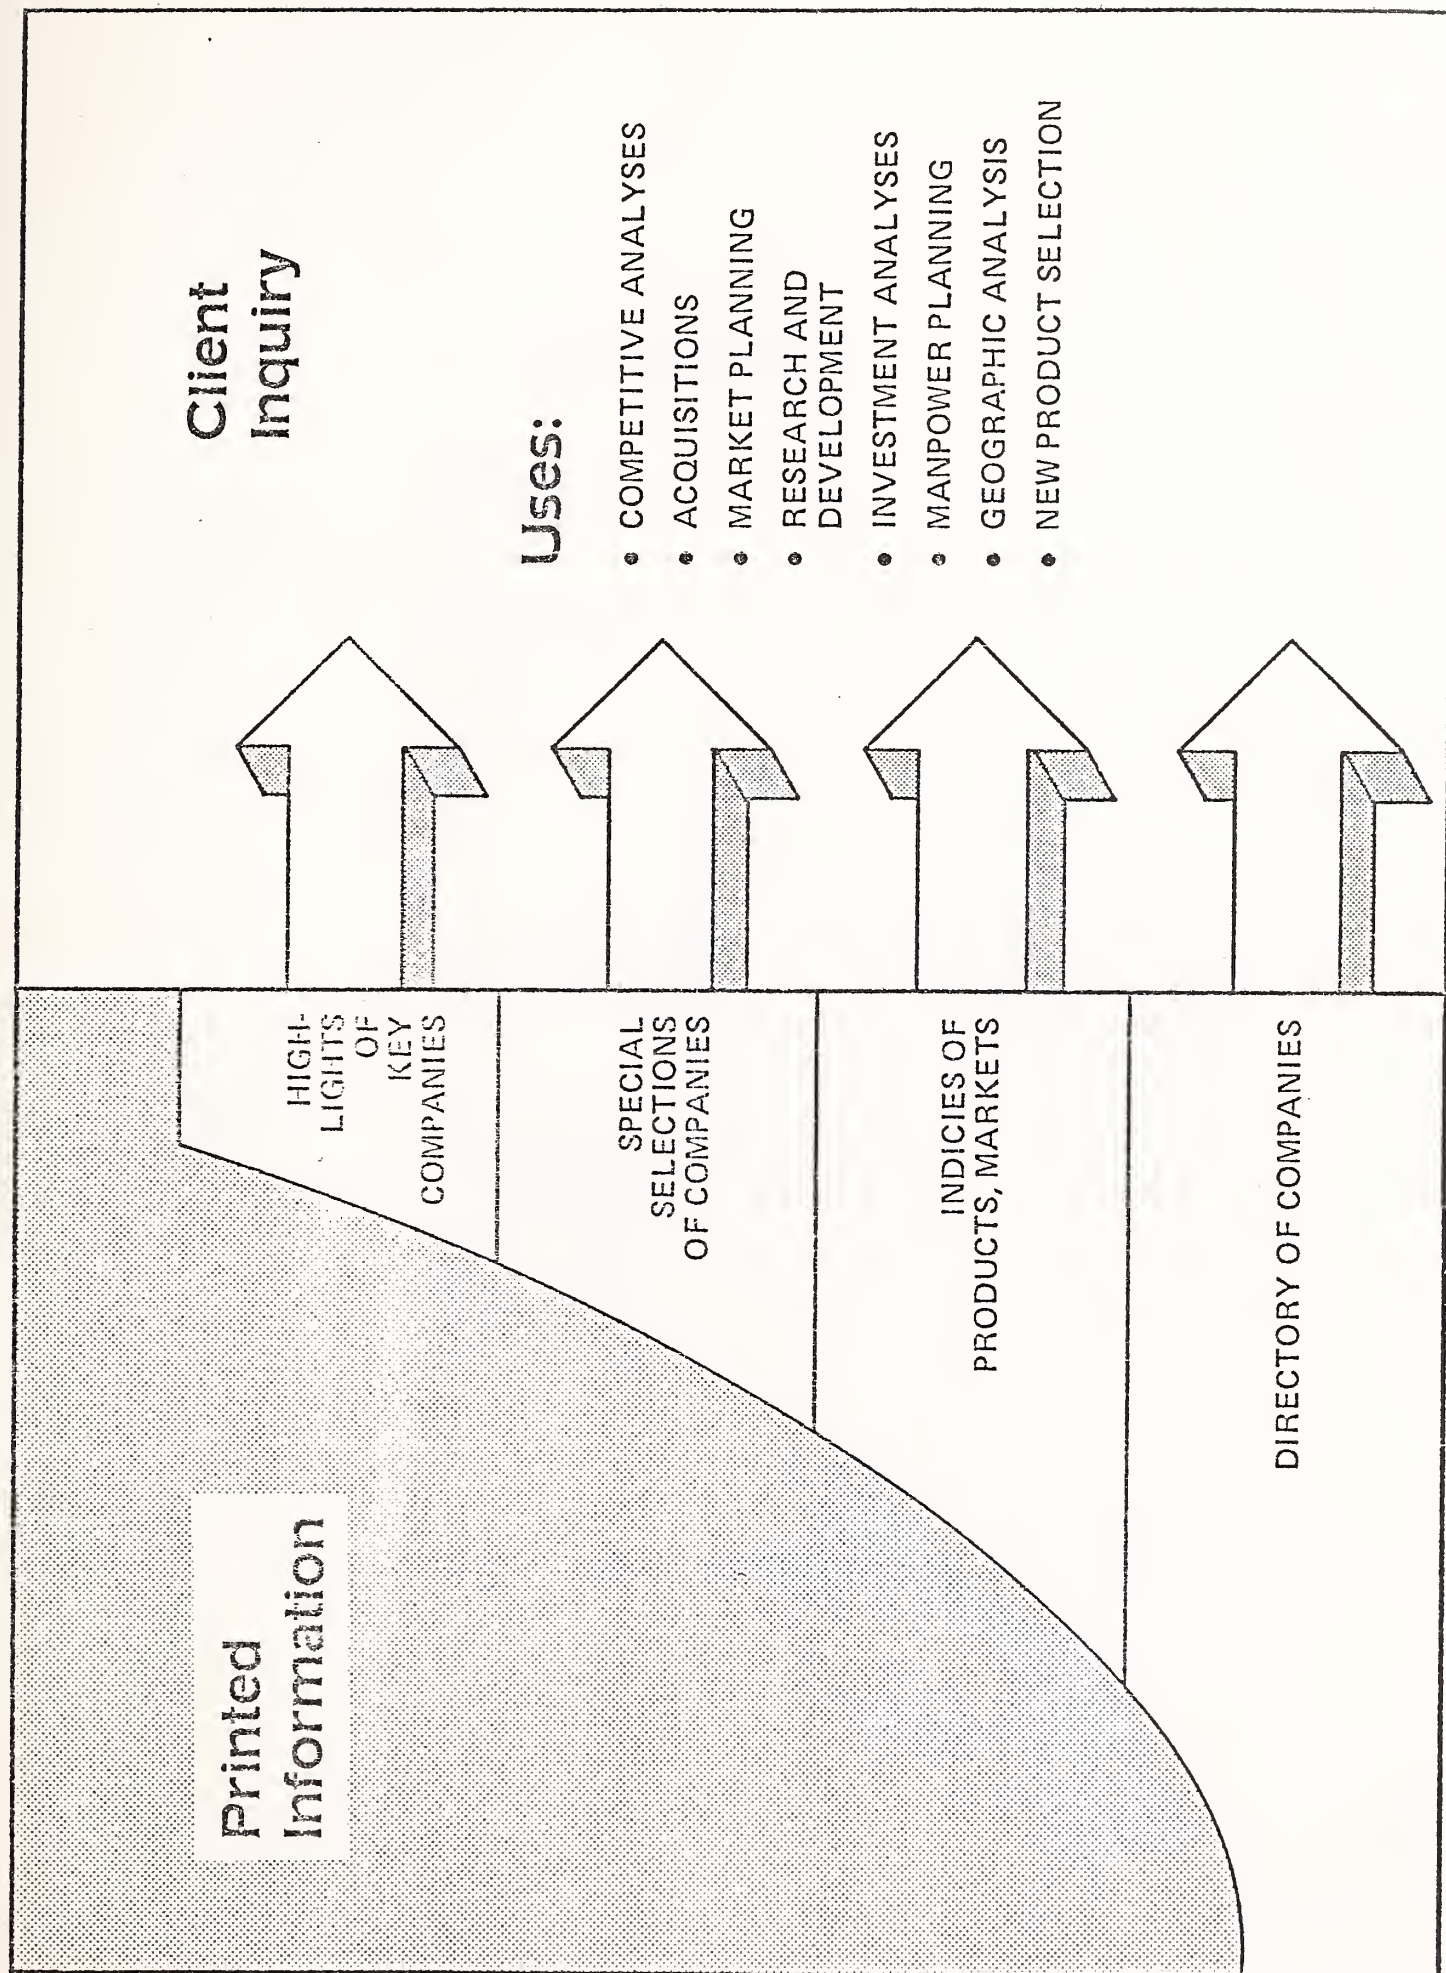 Printed
Information
HIGH-
LIGHTS
OF
KEY
COMPANIES
SPECIAL
SELECTIONS
OF COMPANIES
INDICIES OF
PRODUCTS, MARKETS
DIRECTORY OF COMPANIES
Client
Inquiry
Uses:
• COMPETITIVE ANALYSES
• ACQUISITIONS
• MARKET PLANNING
• RESEARCH AND
DEVELOPMENT
• INVESTMENT ANALYSES
• MANPOWER PLANNING
• GEOGRAPHIC ANALYSIS
• NEW PRODUCT SELECTION